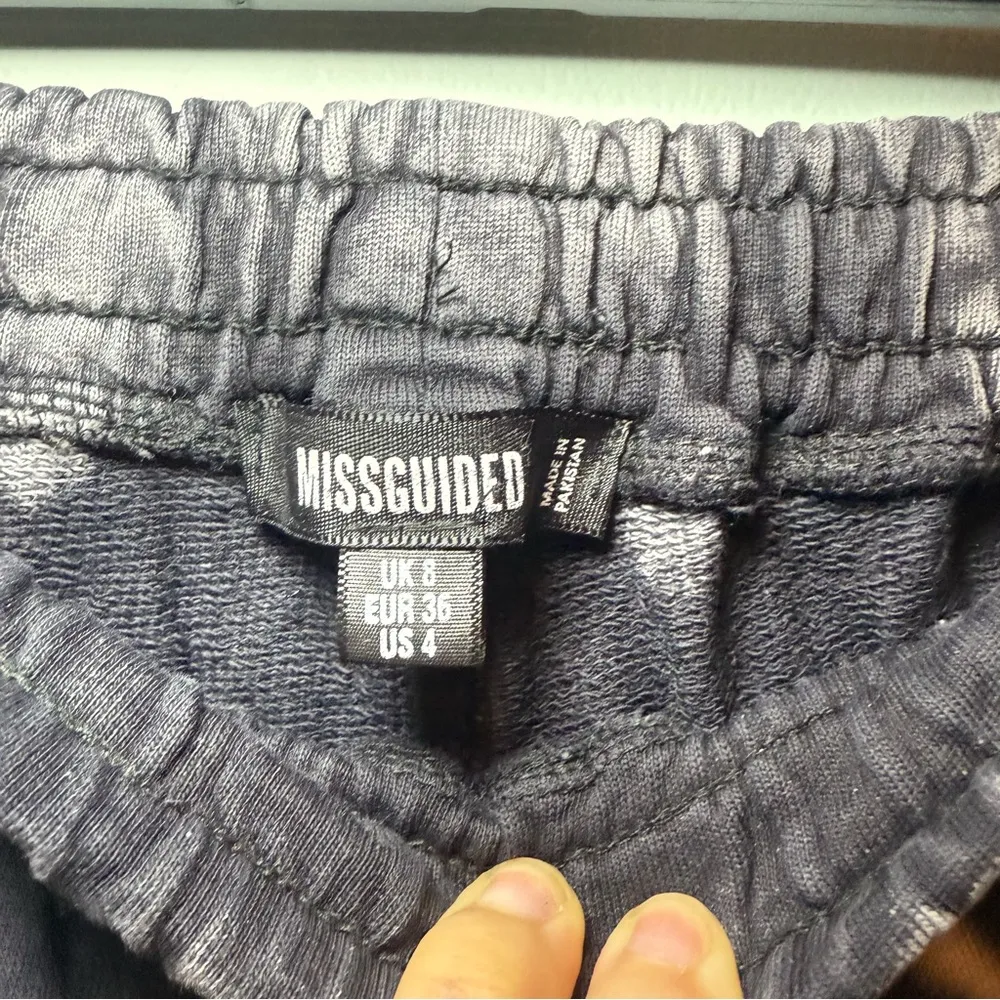 MISSGUIDED
MADE IN
PAKISTAN
UK 8
EUR 36
US 4